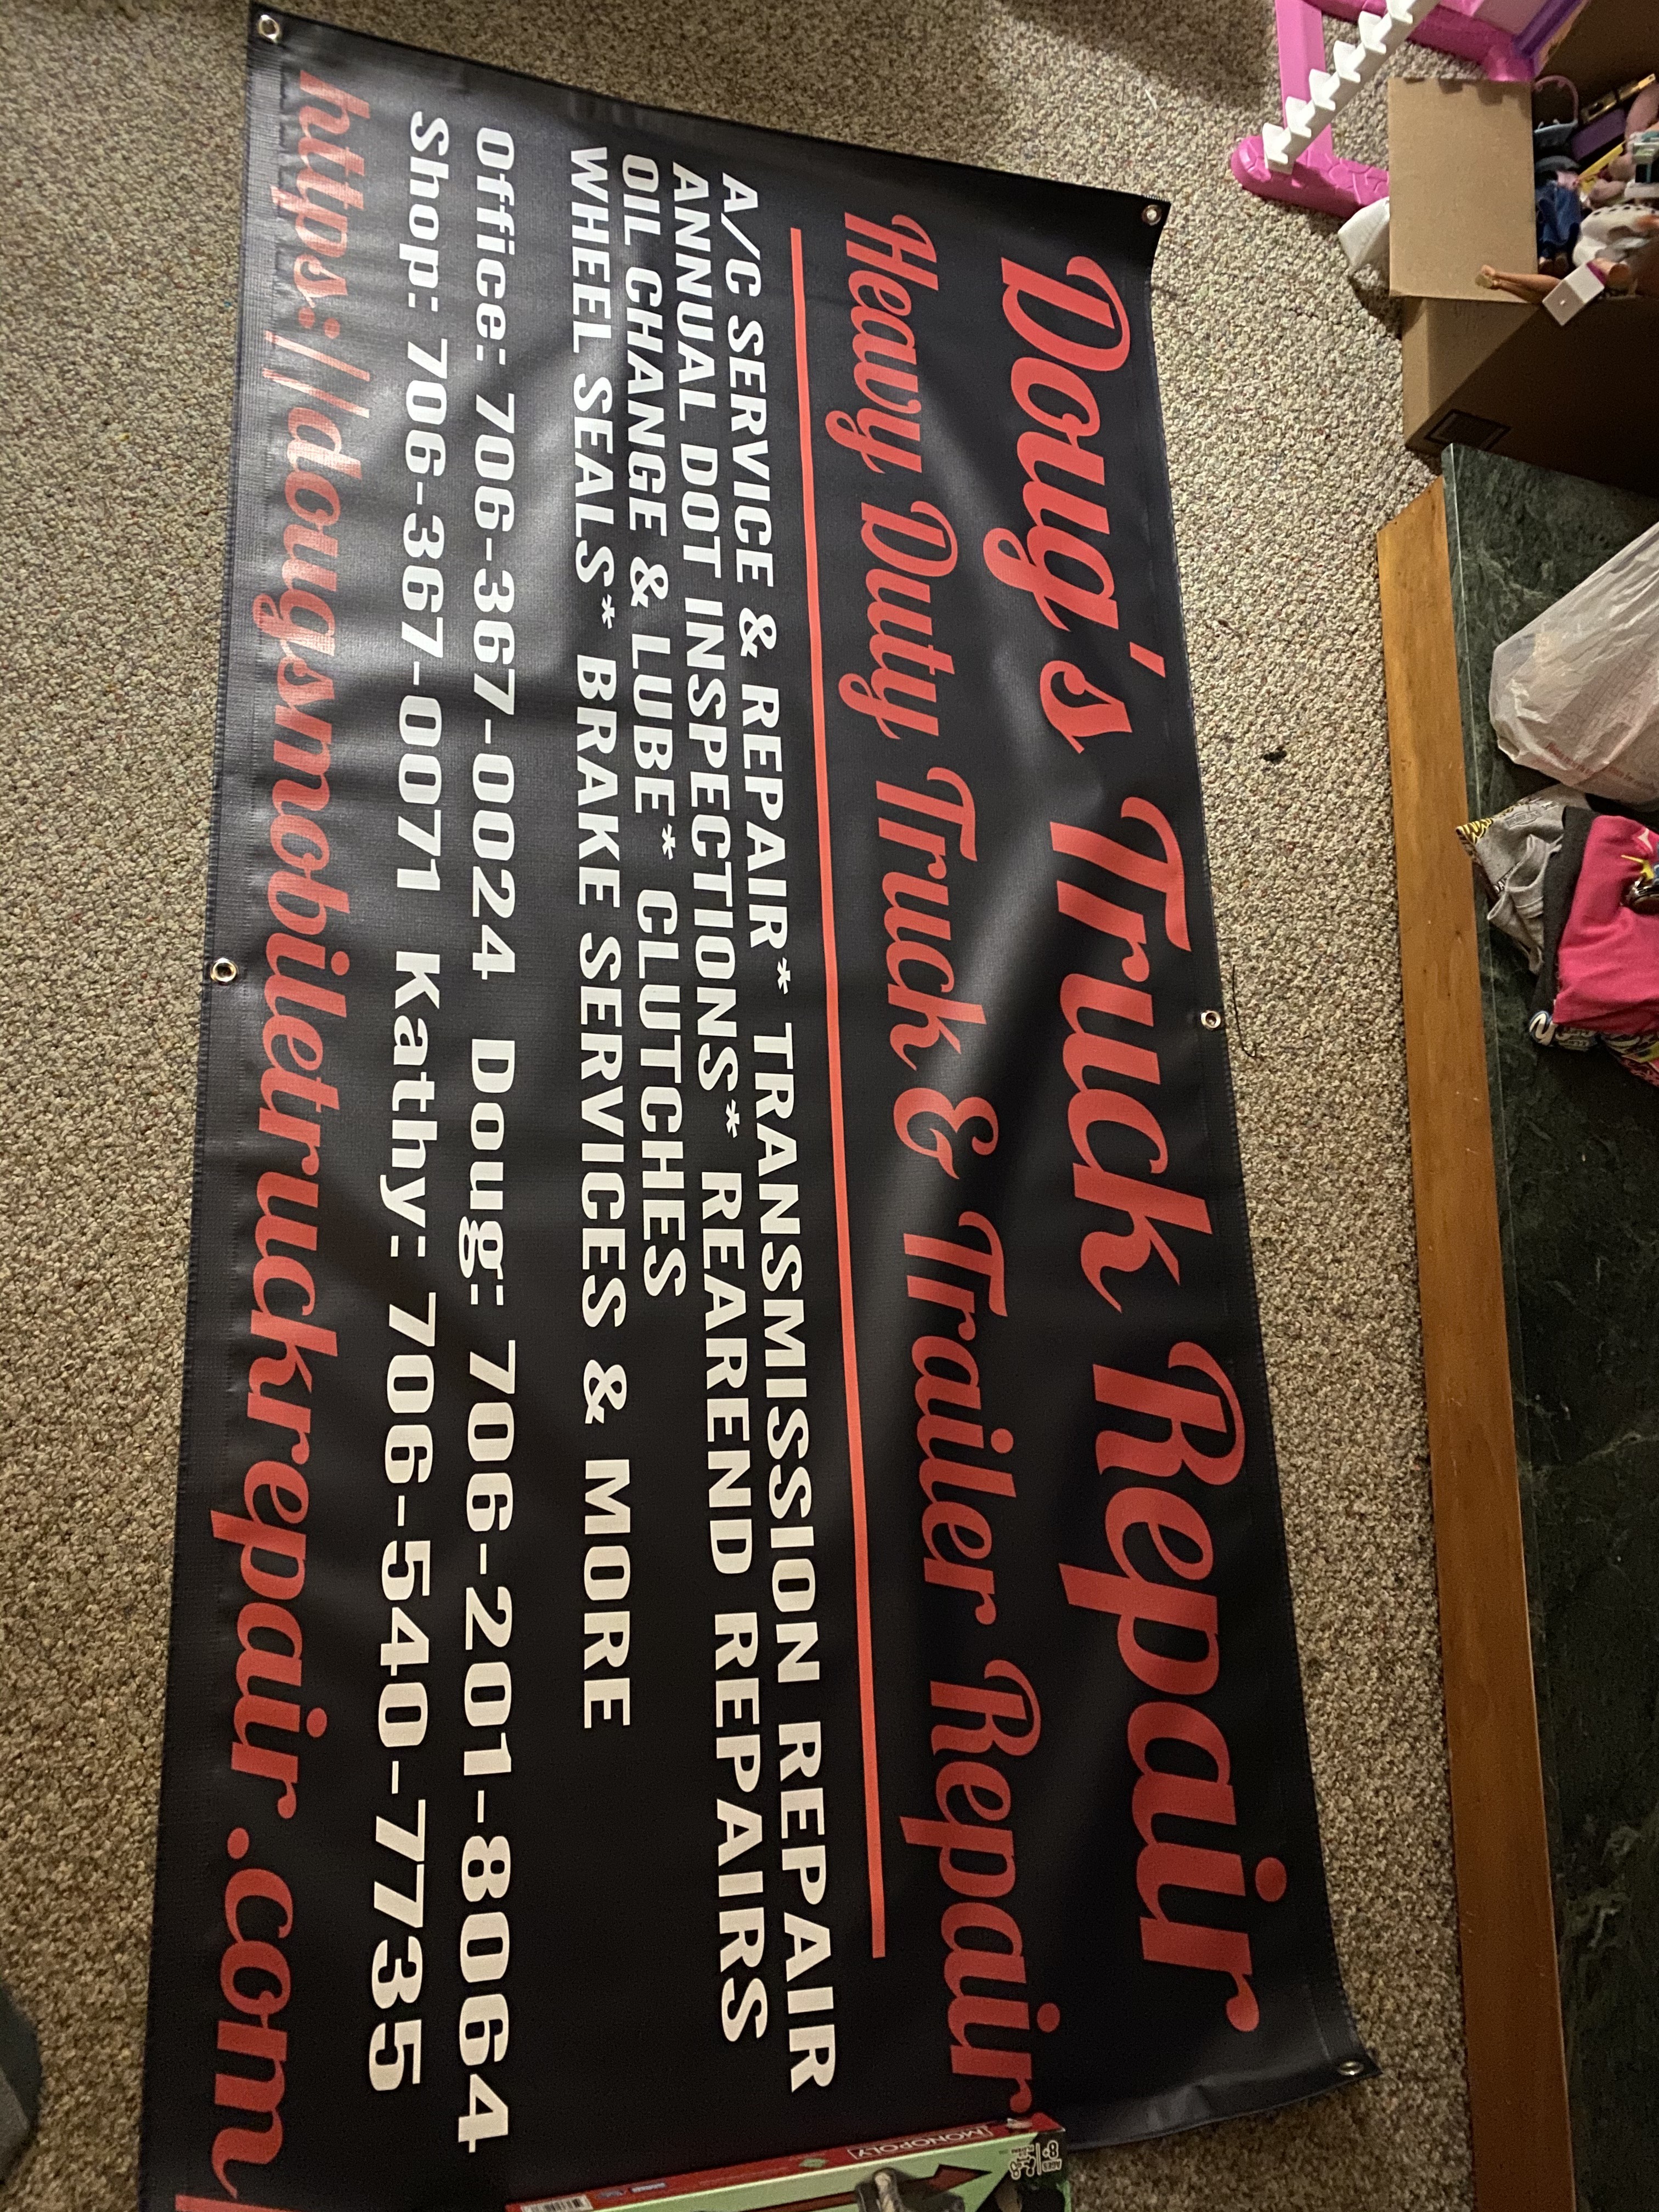 Doug's Truck Repair
Heavy Duty Truck & Trailer Repair
A/C SERVICE & REPAIR* TRANSMISSION REPAIR
ANNUAL DOT INSPECTIONS* REAREND REPAIRS
OIL CHANGE & LUBE* CLUTCHES
WHEEL SEALS* BRAKE SERVICES & MORE
Office: 706-367-0024 Doug: 706-201-8064
Shop: 706-367-0071 Kathy: 706-540-7735
https://dougsmobiletruckrepair.com/
MONOPOLY
8+